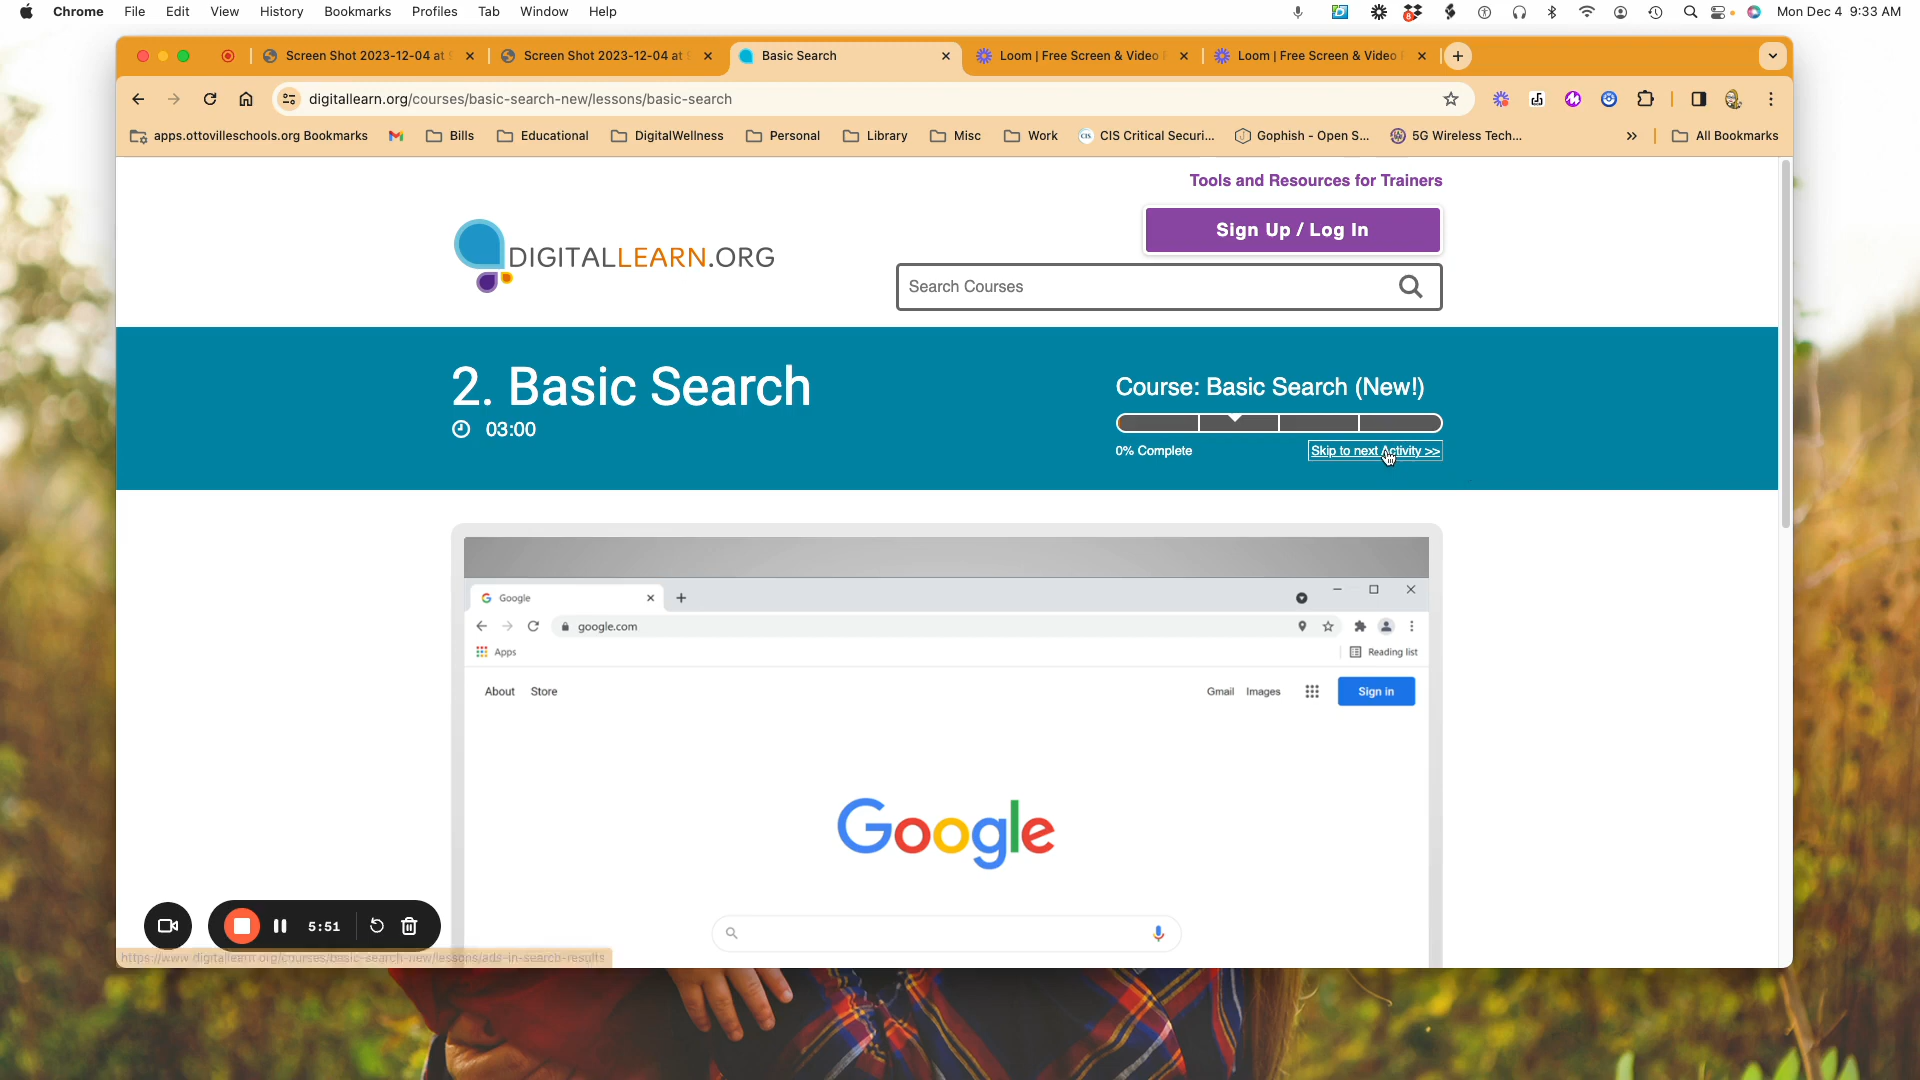 Chrome File Edit View History Bookmarks Profiles Tab Window Help
8
Mon Dec 4 9:33 AM
Screen Shot 2023-12-04 at
Screen Shot 2023-12-04 at
Basic Search
Loom | Free Screen & Video
Loom | Free Screen & Video
digitallearn.org/courses/basic-search-new/lessons/basic-search
apps.ottovilleschools.org Bookmarks
Bills
Educational
DigitalWellness
Personal
Library
Misc
Work
CIS CIS Critical Securi...
Gophish - Open S...
5G Wireless Tech...
All Bookmarks
Tools and Resources for Trainers
DIGITALLEARN.ORG
Sign Up / Log In
Search Courses
2. Basic Search
03:00
Course: Basic Search (New!)
0% Complete
Skip to next Activity >>
Google
google.com
Apps
Reading list
About Store
Gmail Images
Sign in
Google
5:51
https://www.digitallearn.org/courses/basic-search-new/lessons/ads-in-search-results